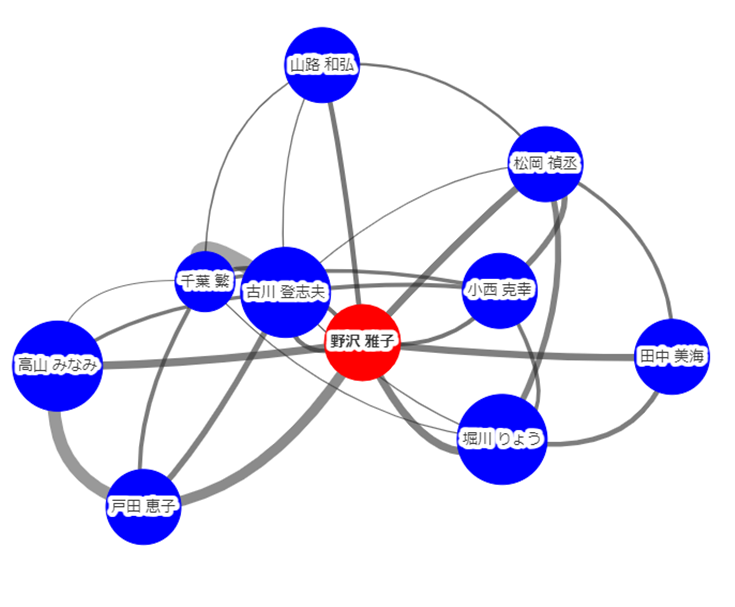 山路 和弘
松岡 禎丞
千葉 繁
古川 登志夫
小西 克幸
野沢 雅子
田中 美海
高山 みなみ
堀川 りょう
戸田 恵子